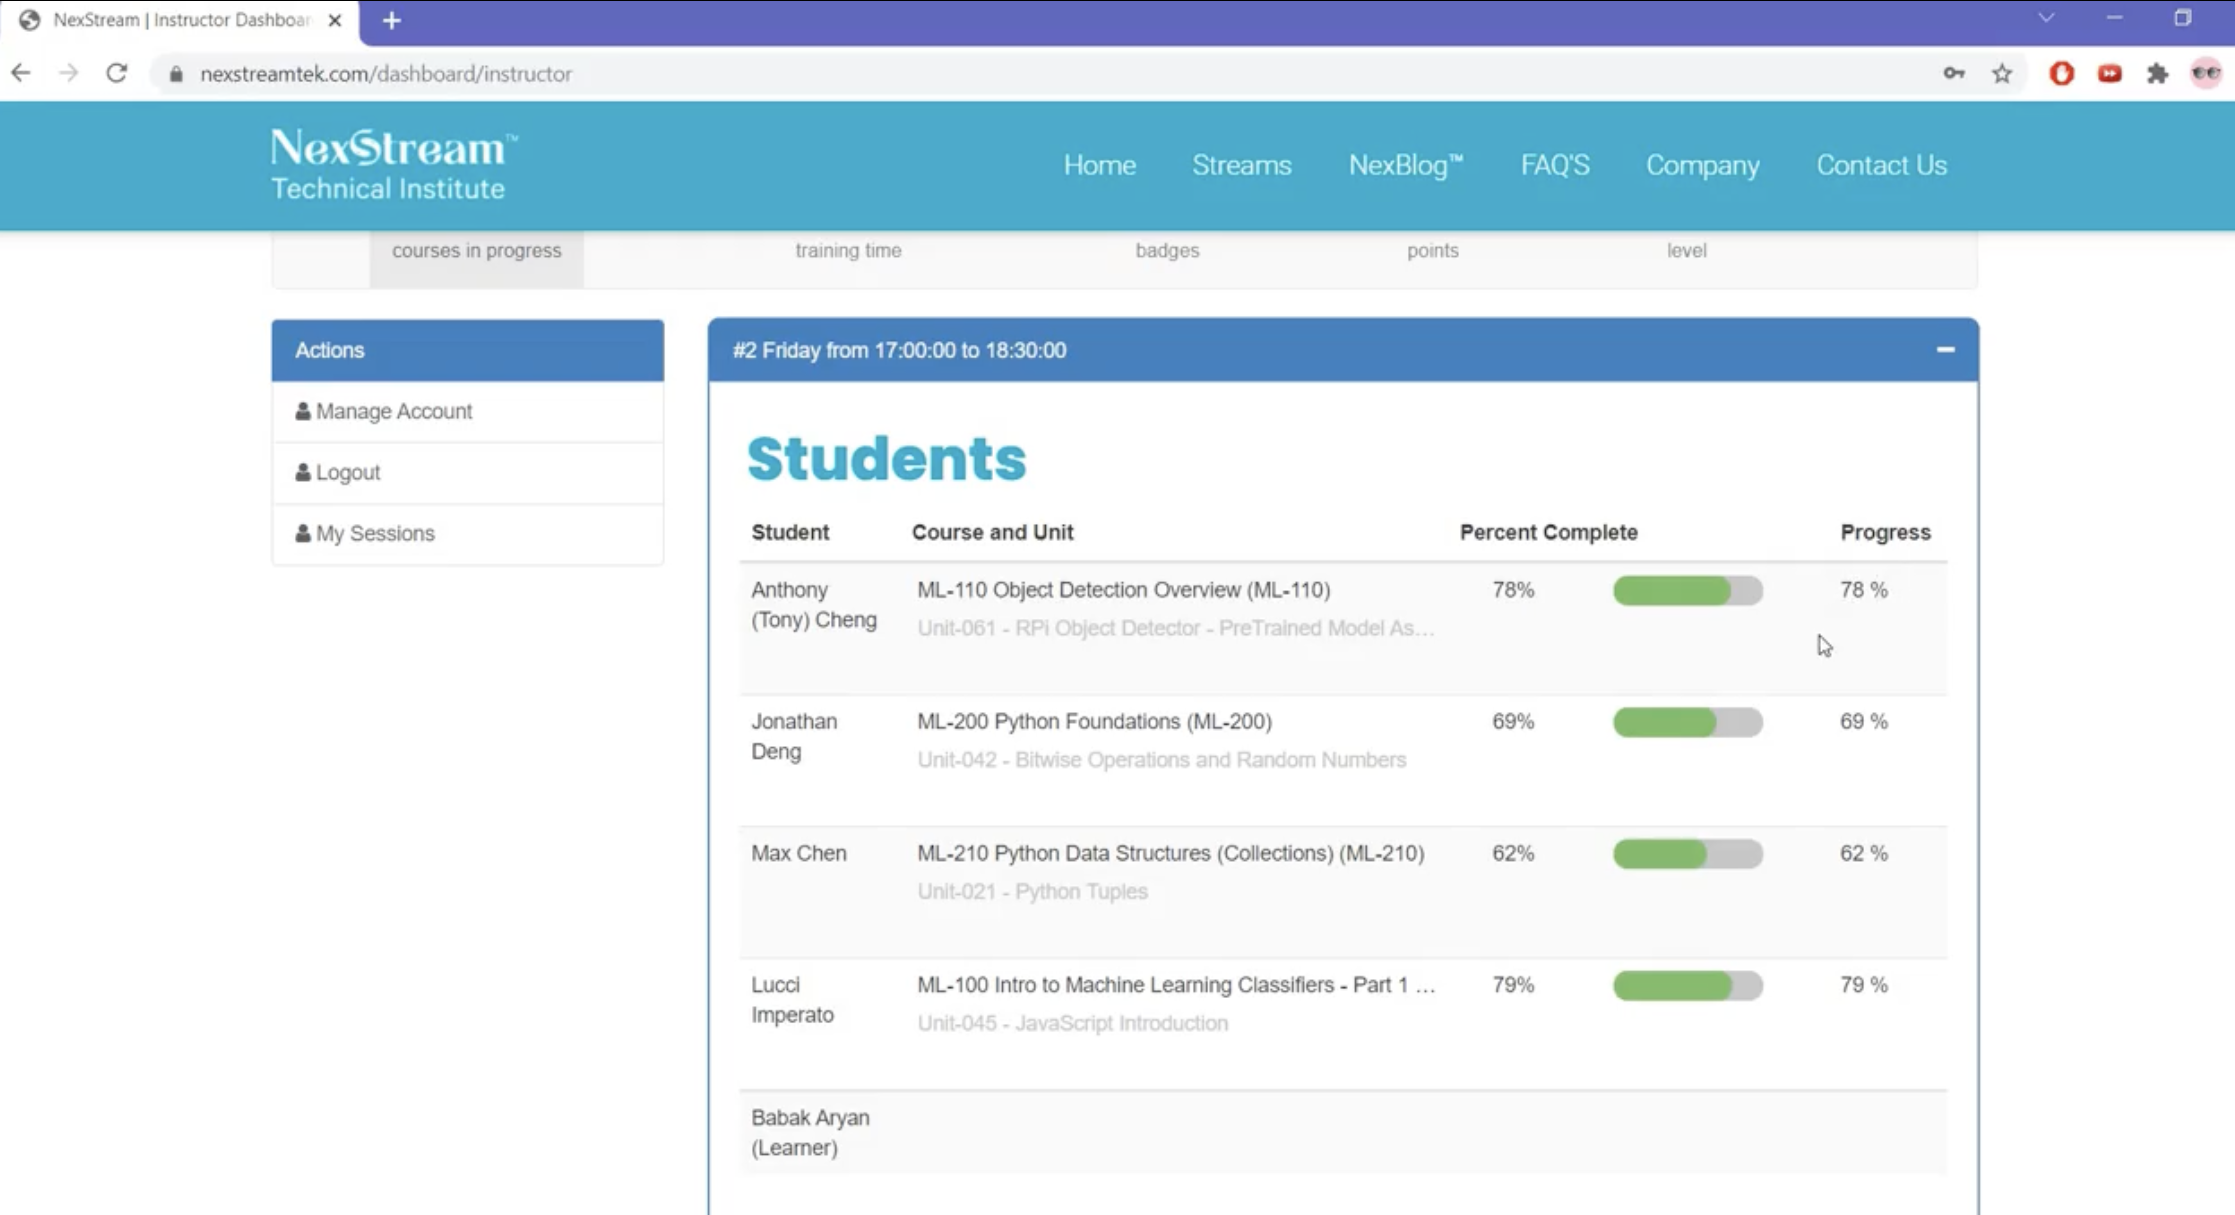 NexStream | Instructor Dashboar
nexstreamtek.com/dashboard/instructor
NexStream™
Technical Institute
Home Streams NexBlog™ FAQ'S Company Contact Us
courses in progress training time badges points level
Actions
Manage Account
Logout
My Sessions
#2 Friday from 17:00:00 to 18:30:00
Students
Student Course and Unit Percent Complete Progress
Anthony ML-110 Object Detection Overview (ML-110) 78% 78 %
(Tony) Cheng Unit-061 - RPi Object Detector - PreTrained Model As...
Jonathan ML-200 Python Foundations (ML-200) 69% 69 %
Deng Unit-042 - Bitwise Operations and Random Numbers
Max Chen ML-210 Python Data Structures (Collections) (ML-210) 62% 62 %
Unit-021 - Python Tuples
Lucci ML-100 Intro to Machine Learning Classifiers - Part 1 ... 79% 79 %
Imperato Unit-045 - JavaScript Introduction
Babak Aryan
(Learner)